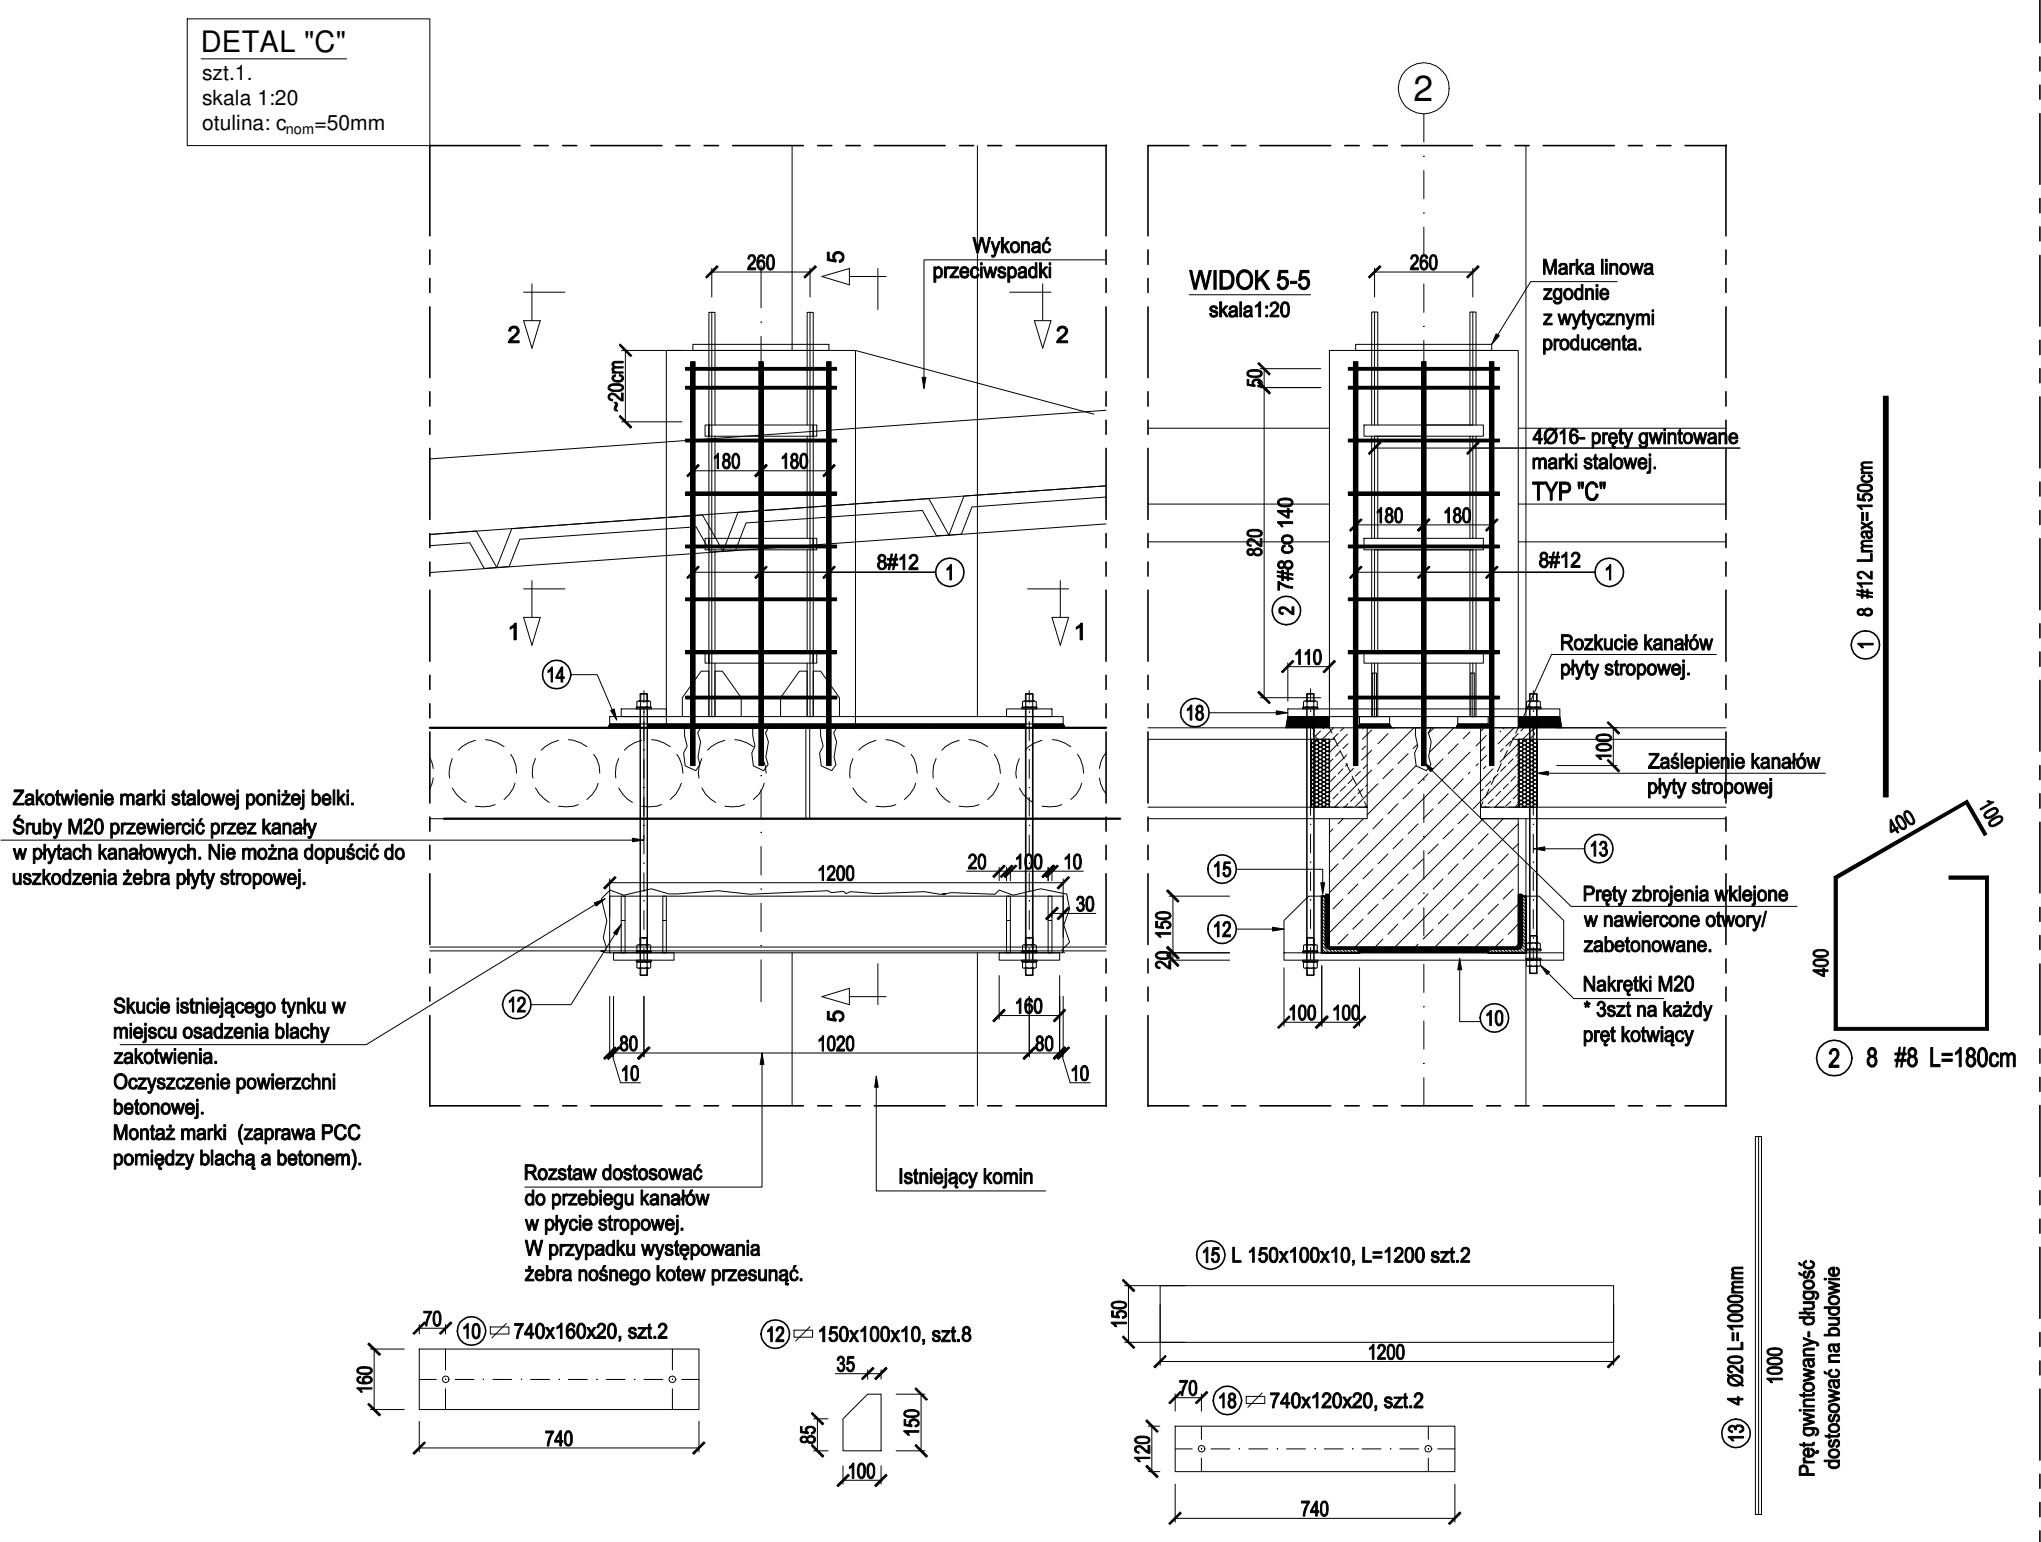 DETAL "C"
szt.1.
skala 1:20
otulina: cnom=50mm
2
Wykonać
przeciwspadki
260
5
2
2
~20cm
180
180
8#12
1
1
1
14
Zakotwienie marki stalowej poniżej belki.
Śruby M20 przewiercić przez kanały
w płytach kanałowych. Nie można dopuścić do
uszkodzenia żebra płyty stropowej.
1200
20
100
10
30
12
Skucie istniejącego tynku w
miejscu osadzenia blachy
zakotwienia.
Oczyszczenie powierzchni
betonowej.
Montaż marki (zaprawa PCC
pomiędzy blachą a betonem).
5
160
80
1020
80
10
10
Rozstaw dostosować
do przebiegu kanałów
w płycie stropowej.
W przypadku występowania
żebra nośnego kotew przesunąć.
Istniejący komin
WIDOK 5-5
skala1:20
260
Marka linowa
zgodnie
z wytycznymi
producenta.
50
820
2 7#8 co 140
4Ø16- pręty gwintowane
marki stalowej.
TYP "C"
180
180
8#12
1
110
Rozkucie kanałów
płyty stropowej.
18
100
Zaślepienie kanałów
płyty stropowej
13
15
150
12
20
Pręty zbrojenia wklejone
w nawiercone otwory/
zabetonowane.
Nakrętki M20
* 3szt na każdy
pręt kotwiący
100
100
10
1 8 #12 Lmax=150cm
400
100
400
2 8 #8 L=180cm
15 L 150x100x10, L=1200 szt.2
150
1200
70
10 740x160x20, szt.2
160
740
12 150x100x10, szt.8
35
85
150
100
70
18 740x120x20, szt.2
120
740
13 4 Ø20 L=1000mm
1000
Pręt gwintowany- długość
dostosować na budowie